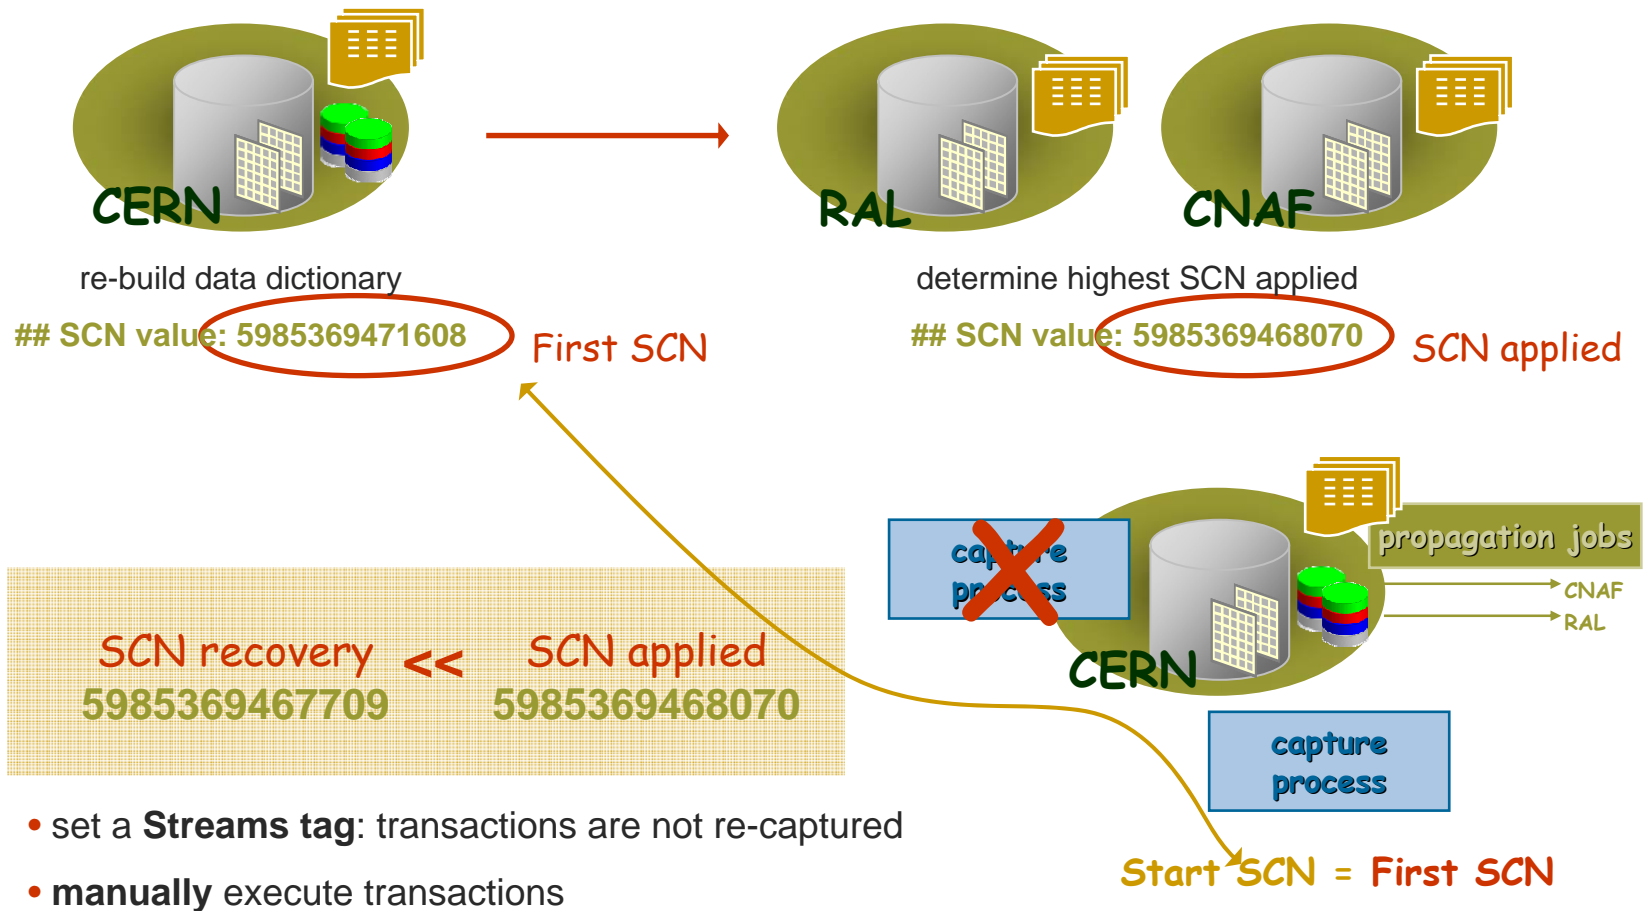 CERN
RAL
CNAF
re-build data dictionary
## SCN value: 5985369471608
First SCN
determine highest SCN applied
## SCN value: 5985369468070
SCN applied
capture
process
propagation jobs
CNAF
RAL
CERN
SCN recovery << SCN applied
5985369467709 5985369468070
capture
process
Start SCN = First SCN
• set a Streams tag: transactions are not re-captured
• manually execute transactions